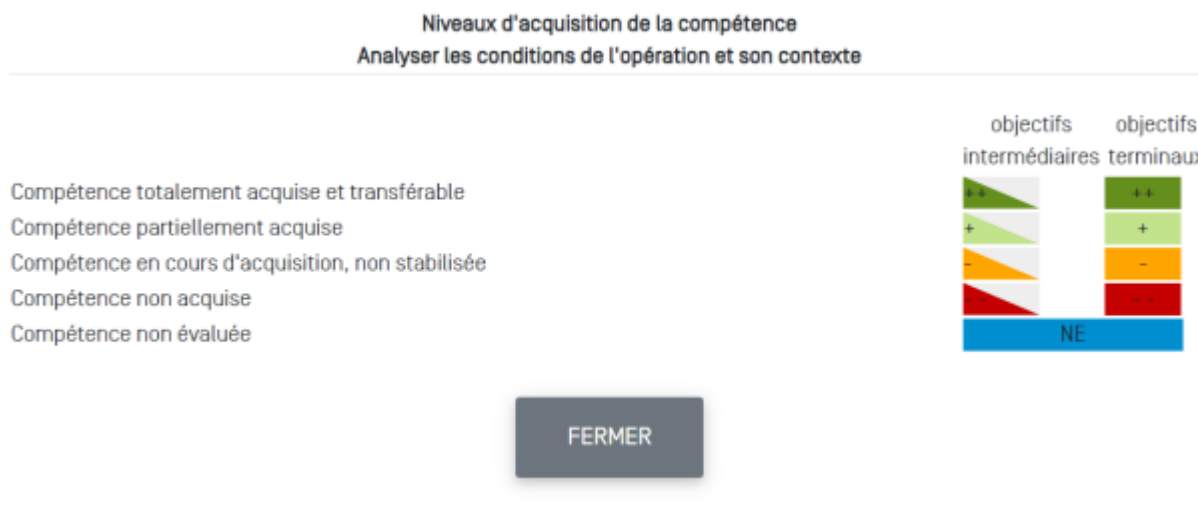 Niveaux d'acquisition de la compétence
Analyser les conditions de l'opération et son contexte
objectifs objectifs
intermédiaires terminaux
Compétence totalement acquise et transférable ++ ++
Compétence partiellement acquise + +
Compétence en cours d'acquisition, non stabilisée - -
Compétence non acquise -- --
Compétence non évaluée NE
FERMER